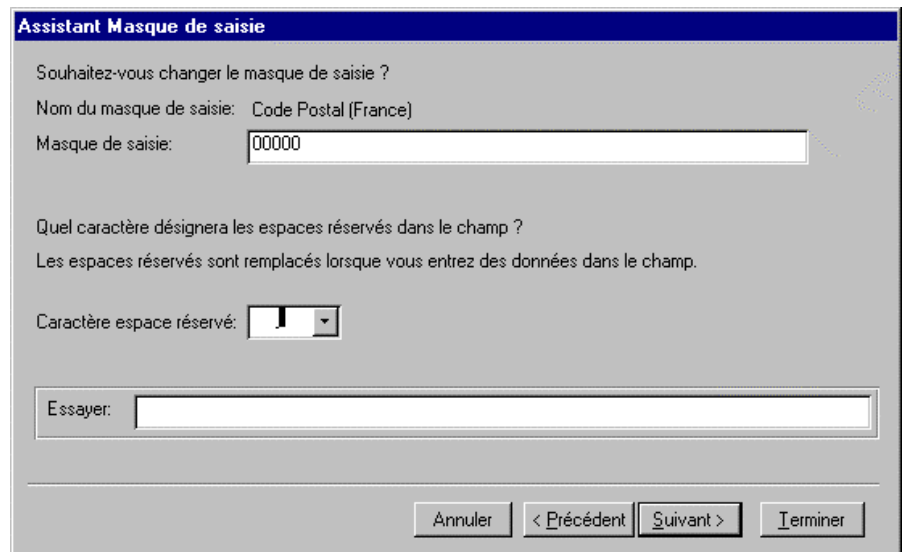 Assistant Masque de saisie
Souhaitez-vous changer le masque de saisie ?
Nom du masque de saisie: Code Postal (France)
Masque de saisie: 00000
Quel caractère désignera les espaces réservés dans le champ ?
Les espaces réservés sont remplacés lorsque vous entrez des données dans le champ.
Caractère espace réservé:
Essayer:
Annuler < Précédent Suivant > Terminer